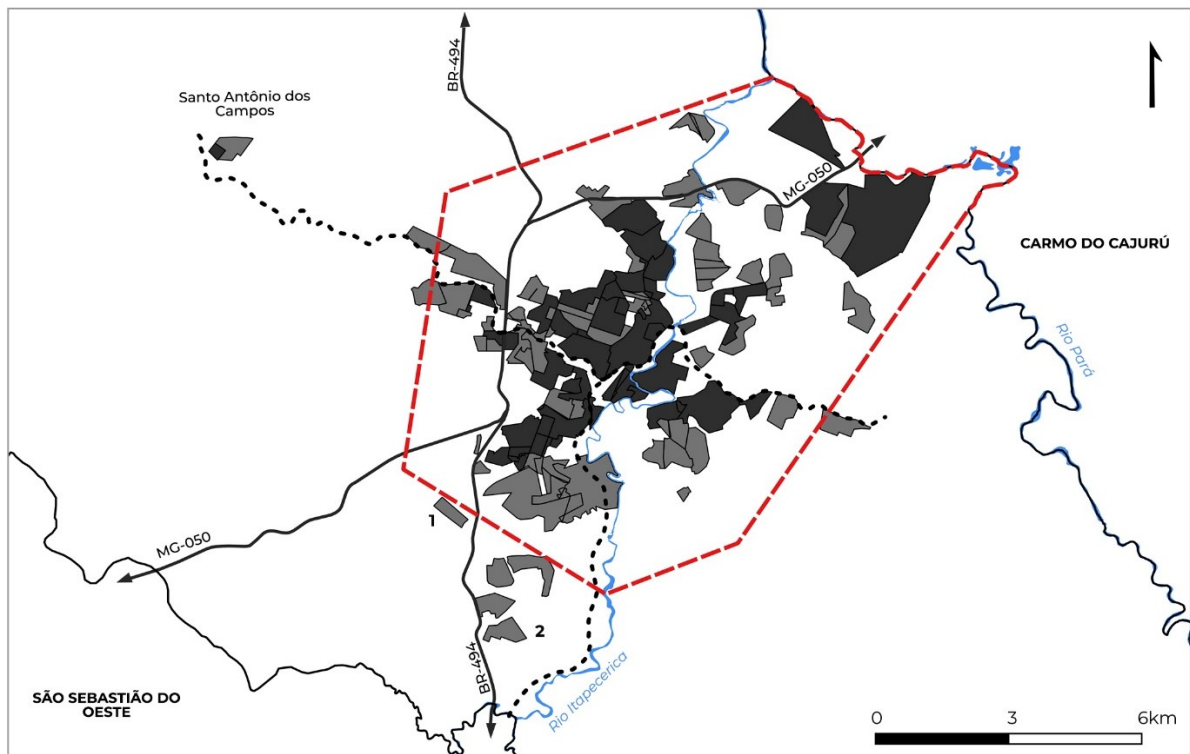 BR-494
Santo Antônio dos
Campos
MG-050
CARMO DO CAJURÚ
Rio Pará
1
MG-050
2
BR-494
Rio Itapecerica
SÃO SEBASTIÃO DO
OESTE
0 3 6km